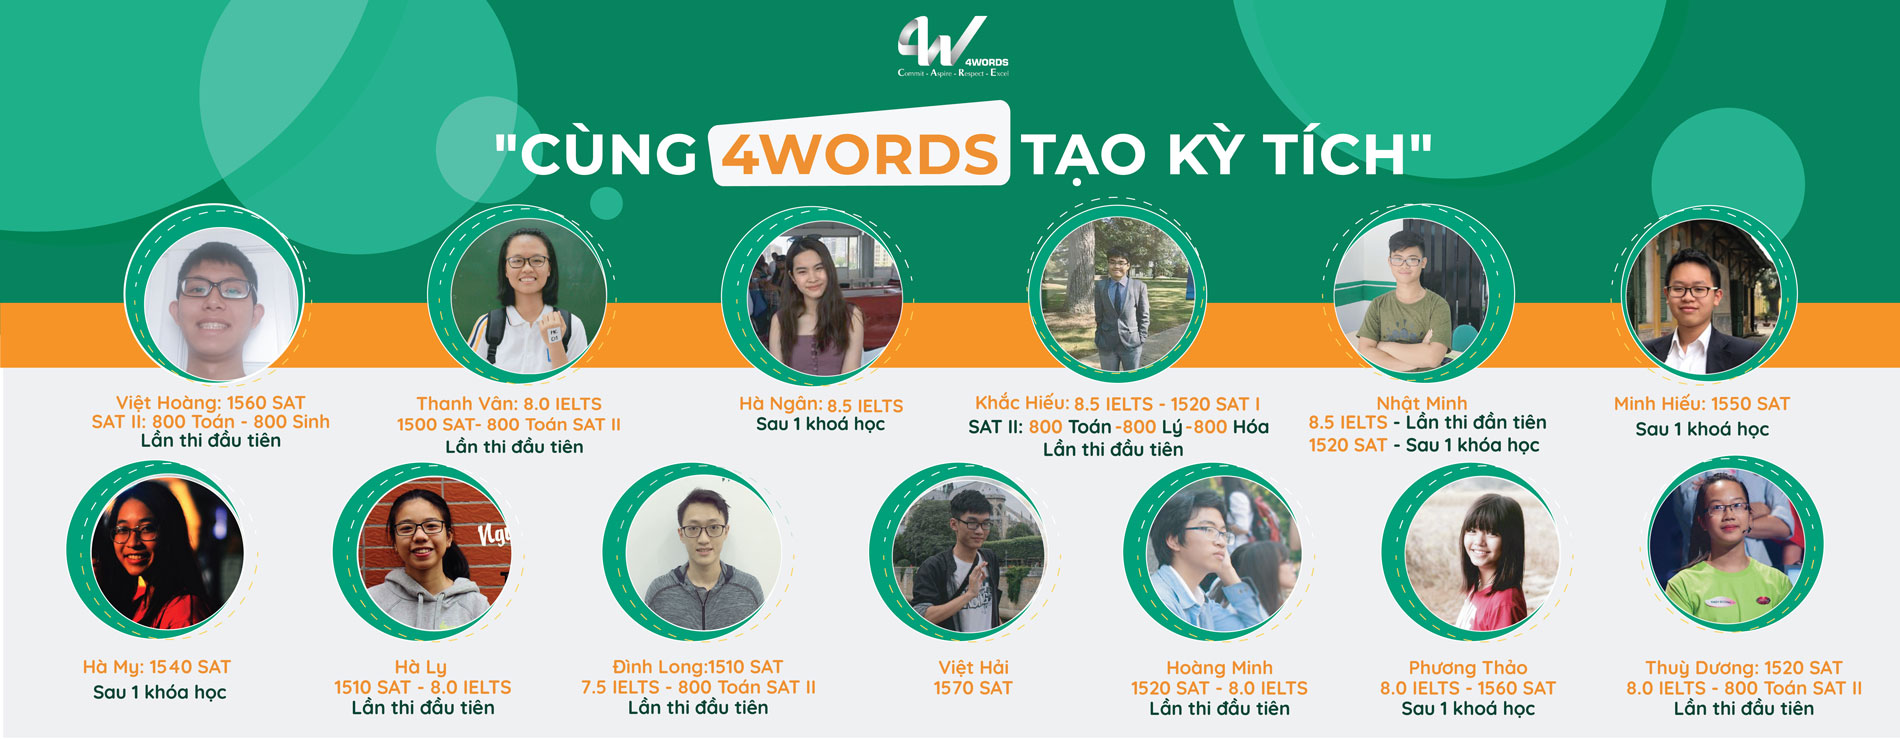 4W
4WORDS
Commit - Aspire - Respect - Excel
"CÙNG 4WORDS TẠO KỲ TÍCH"
Việt Hoàng: 1560 SAT
SAT II: 800 Toán - 800 Sinh
Lần thi đầu tiên
Thanh Vân: 8.0 IELTS
1500 SAT- 800 Toán SAT II
Lần thi đầu tiên
Hà Ngân: 8.5 IELTS
Sau 1 khoá học
Khắc Hiếu: 8.5 IELTS - 1520 SAT I
SAT II: 800 Toán -800 Lý -800 Hóa
Lần thi đầu tiên
Nhật Minh
8.5 IELTS - Lần thi đần tiên
1520 SAT - Sau 1 khóa học
Minh Hiếu: 1550 SAT
Sau 1 khoá học
Hà My: 1540 SAT
Sau 1 khóa học
Hà Ly
1510 SAT - 8.0 IELTS
Lần thi đầu tiên
Đình Long:1510 SAT
7.5 IELTS - 800 Toán SAT II
Lần thi đầu tiên
Việt Hải
1570 SAT
Hoàng Minh
1520 SAT - 8.0 IELTS
Lần thi đầu tiên
Phương Thảo
8.0 IELTS - 1560 SAT
Sau 1 khoá học
Thuỳ Dương: 1520 SAT
8.0 IELTS - 800 Toán SAT II
Lần thi đầu tiên